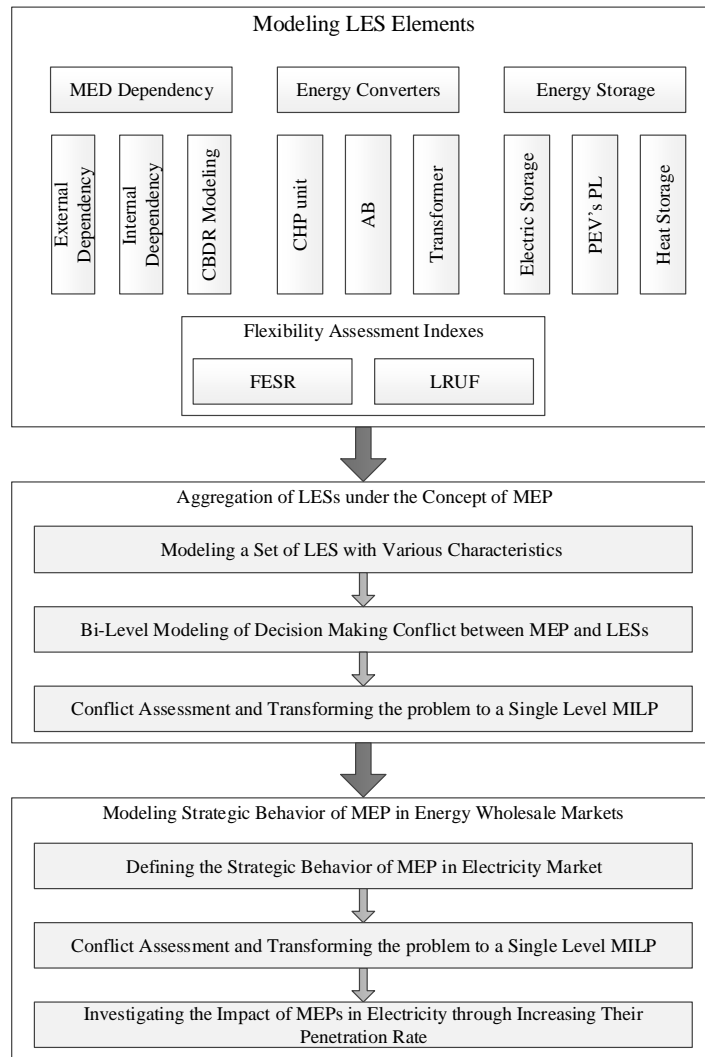 Modeling LES Elements
MED Dependency
Energy Converters
Energy Storage
External
Dependency
Internal
Deependency
CBDR Modeling
CHP unit
AB
Transformer
Electric Storage
PEV's PL
Heat Storage
Flexibility Assessment Indexes
FESR
LRUF
Aggregation of LESs under the Concept of MEP
Modeling a Set of LES with Various Characteristics
Bi-Level Modeling of Decision Making Conflict between MEP and LESs
Conflict Assessment and Transforming the problem to a Single Level MILP
Modeling Strategic Behavior of MEP in Energy Wholesale Markets
Defining the Strategic Behavior of MEP in Electricity Market
Conflict Assessment and Transforming the problem to a Single Level MILP
Investigating the Impact of MEPs in Electricity through Increasing Their
Penetration Rate